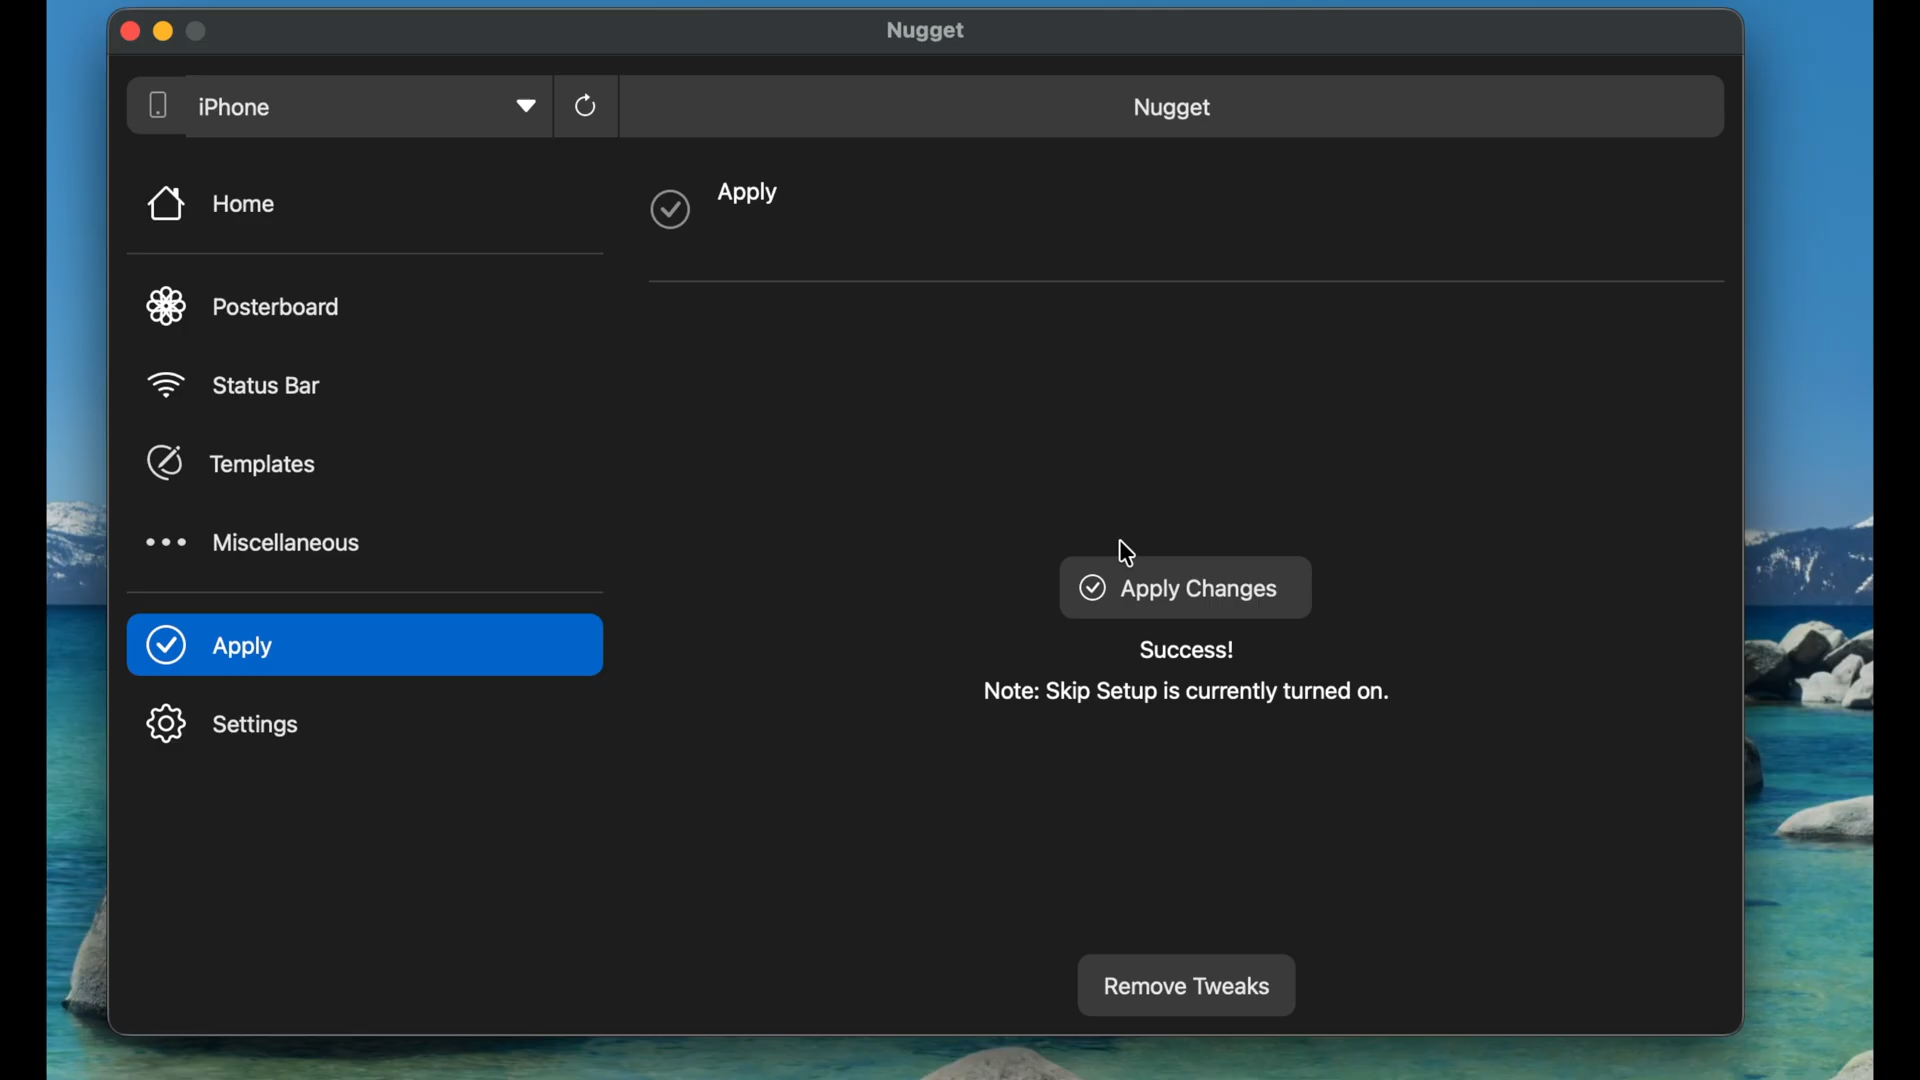 Nugget
iPhone
Nugget
Home
Posterboard
Status Bar
Templates
Miscellaneous
Apply
Settings
Apply
Apply Changes
Success!
Note: Skip Setup is currently turned on.
Remove Tweaks